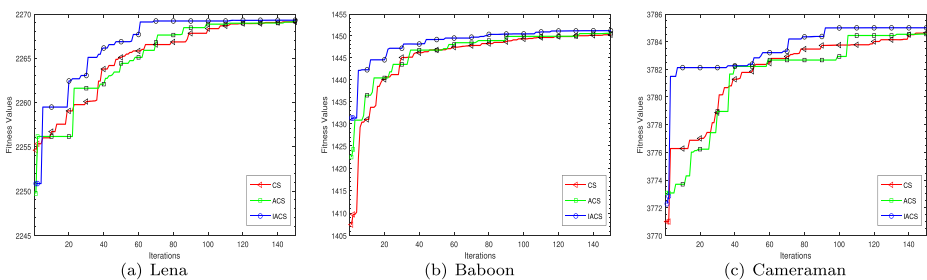 2270
2265
2260
2255
2250
2245
Fitness Values
20 40 60 80 100 120 140
Iterations
CS
ACS
IACS
(a) Lena
1455
1450
1445
1440
1435
1430
1425
1420
1415
1410
1405
Fitness Values
20 40 60 80 100 120 140
Iterations
CS
ACS
IACS
(b) Baboon
3786
3784
3782
3780
3778
3776
3774
3772
3770
Fitness Values
20 40 60 80 100 120 140
Iterations
CS
ACS
IACS
(c) Cameraman